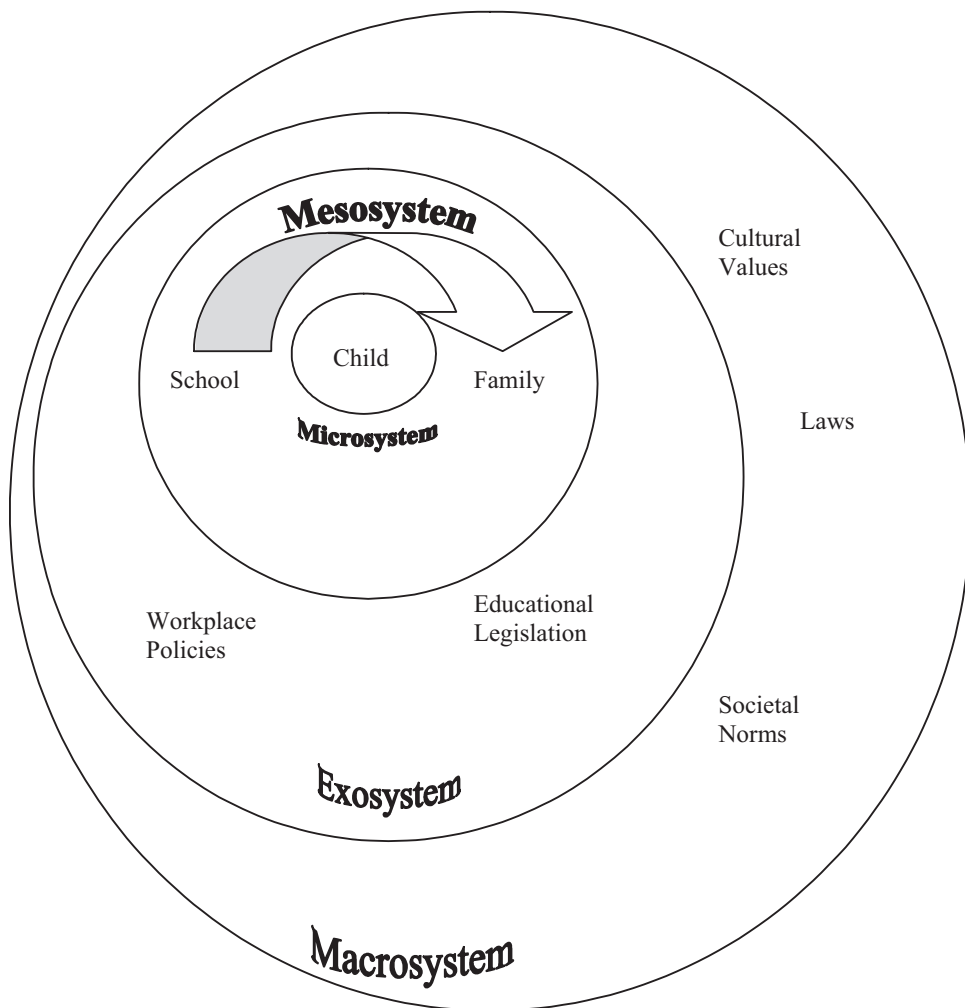 Mesosystem
Cultural
Values
School
Child
Family
Laws
Microsystem
Workplace
Policies
Educational
Legislation
Societal
Norms
Exosystem
Macrosystem